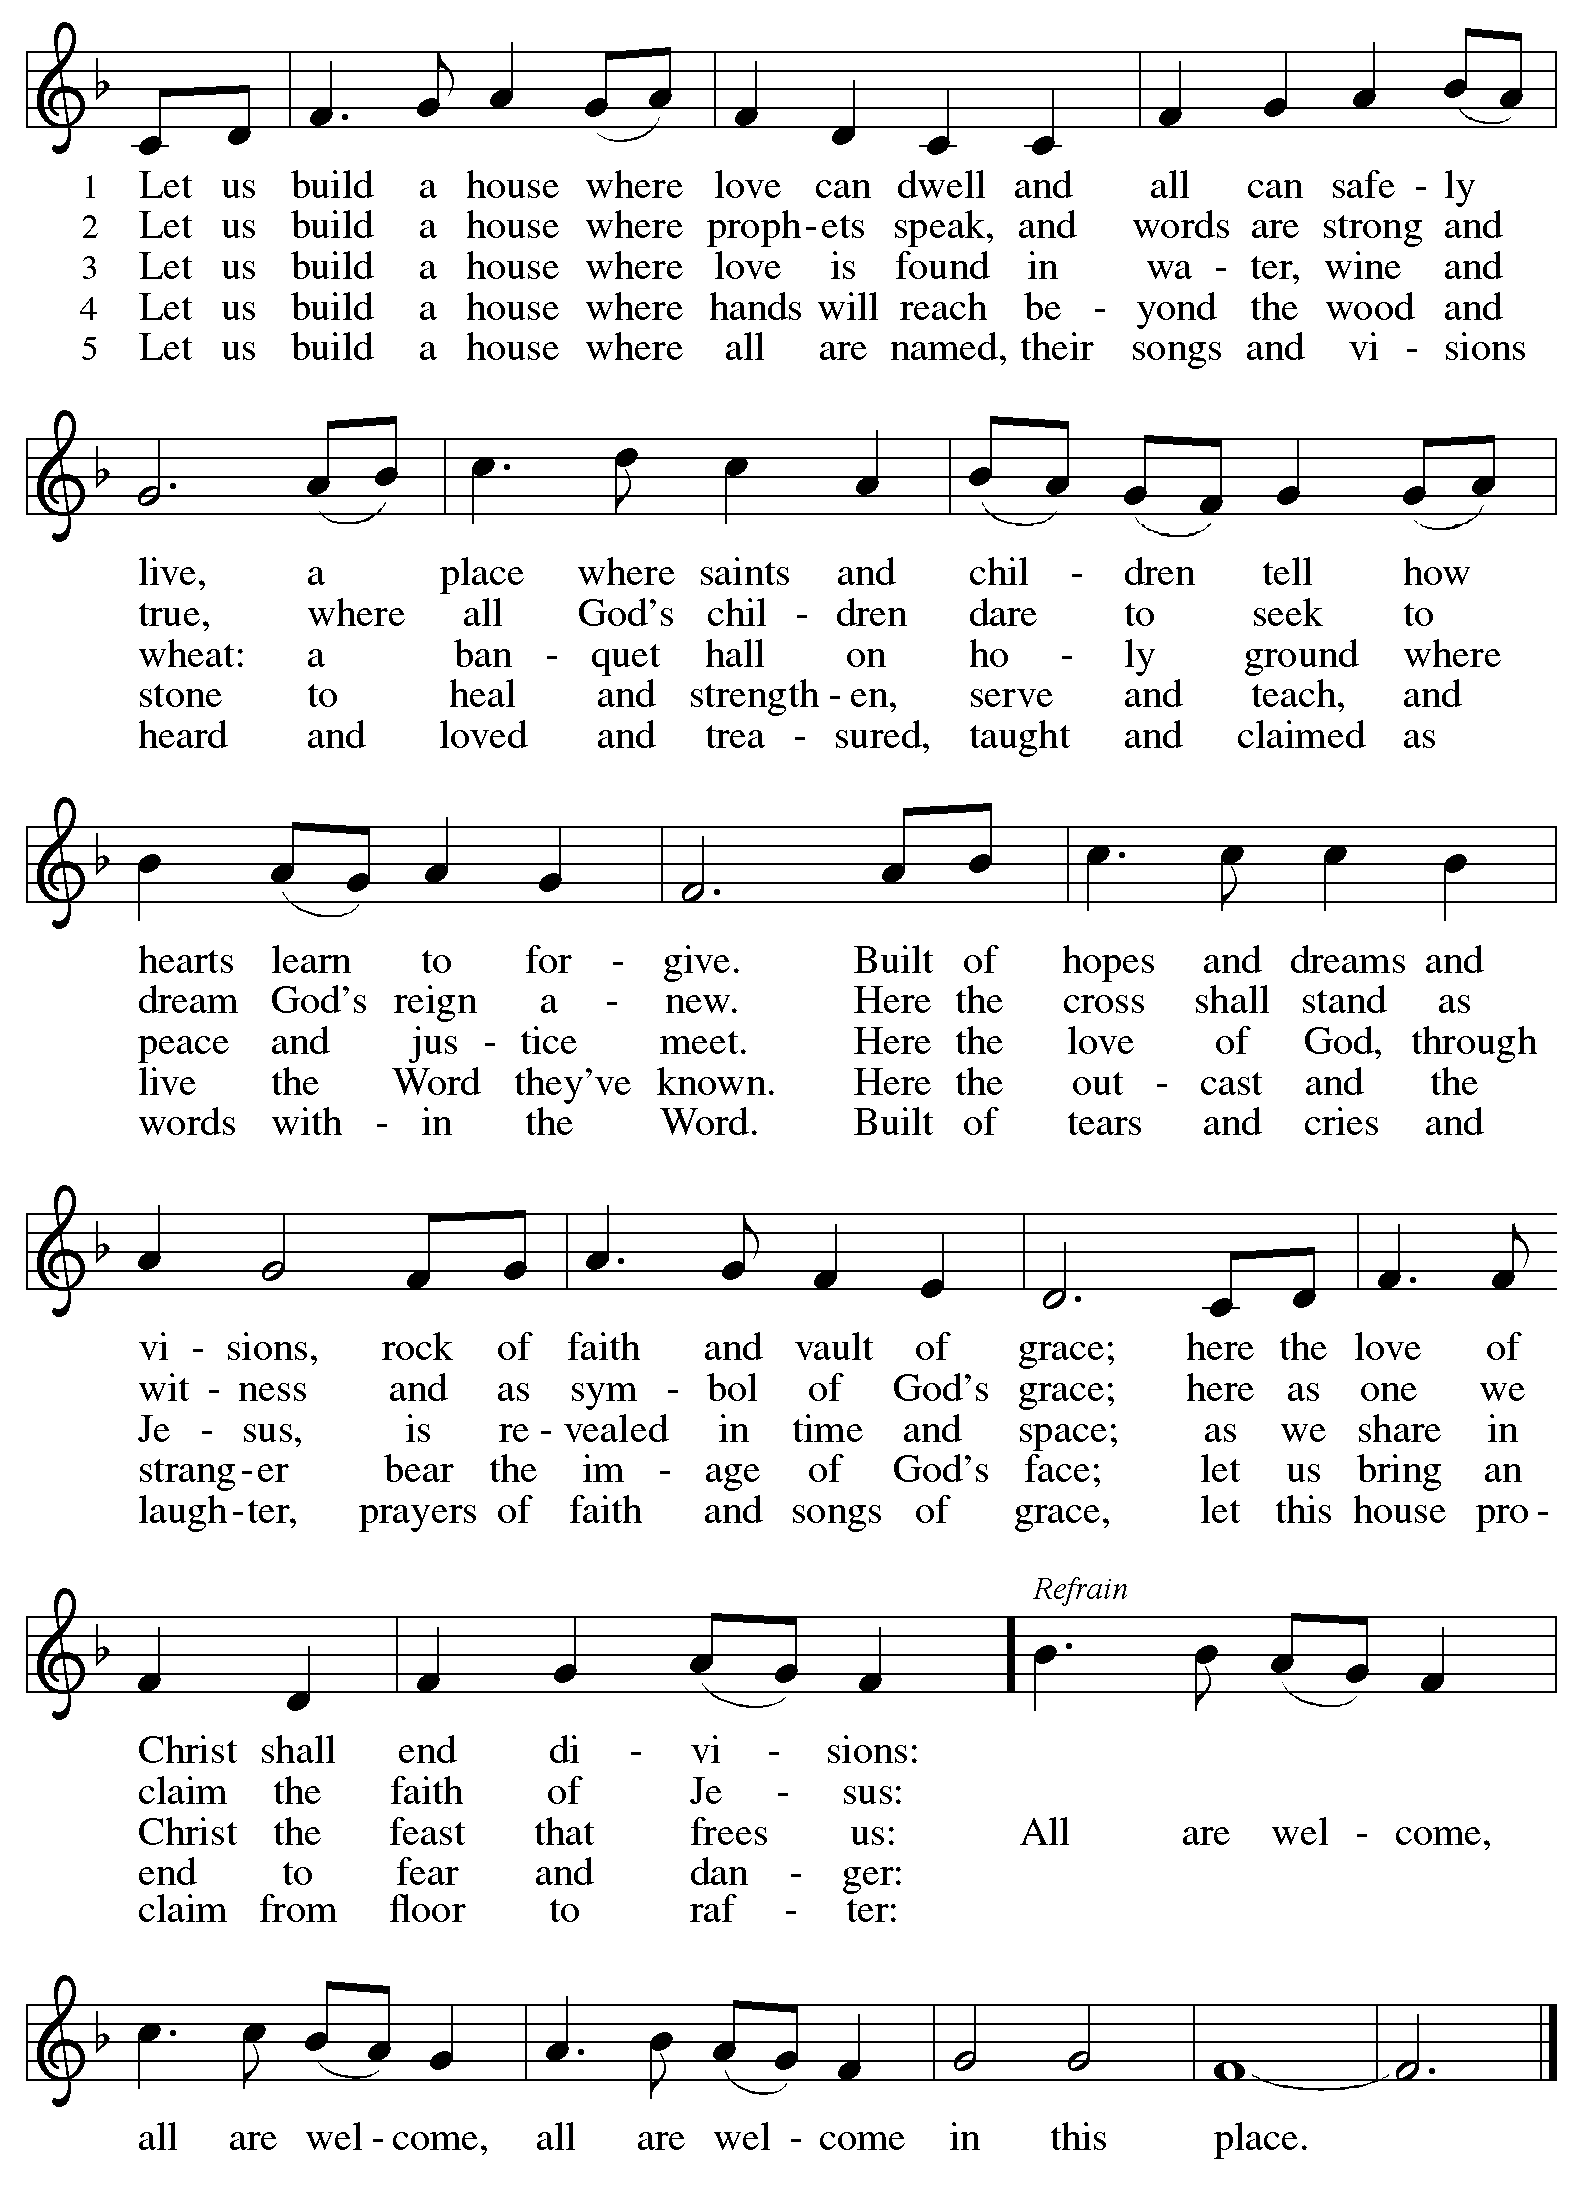 1 Let us build a house where love can dwell and all can safe - ly
2 Let us build a house where proph - ets speak, and words are strong and
3 Let us build a house where love is found in wa - ter, wine and
4 Let us build a house where hands will reach be - yond the wood and
5 Let us build a house where all are named, their songs and vi - sions
live, a place where saints and chil - dren tell how
true, where all God's chil - dren dare to seek to
wheat: a ban - quet hall on ho - ly ground where
stone to heal and strength - en, serve and teach, and
heard and loved and trea - sured, taught and claimed as
hearts learn to for - give. Built of hopes and dreams and
dream God's reign a - new. Here the cross shall stand as
peace and jus - tice meet. Here the love of God, through
live the Word they've known. Here the out - cast and the
words with - in the Word. Built of tears and cries and
vi - sions, rock of faith and vault of grace; here the love of
wit - ness and as sym - bol of God's grace; here as one we
Je - sus, is re - vealed in time and space; as we share in
strang - er bear the im - age of God's face; let us bring an
laugh - ter, prayers of faith and songs of grace, let this house pro -
Refrain
Christ shall end di - vi - sions:
claim the faith of Je - sus:
Christ the feast that frees us: All are wel - come,
end to fear and dan - ger:
claim from floor to raf - ter:
all are wel - come, all are wel - come in this place.